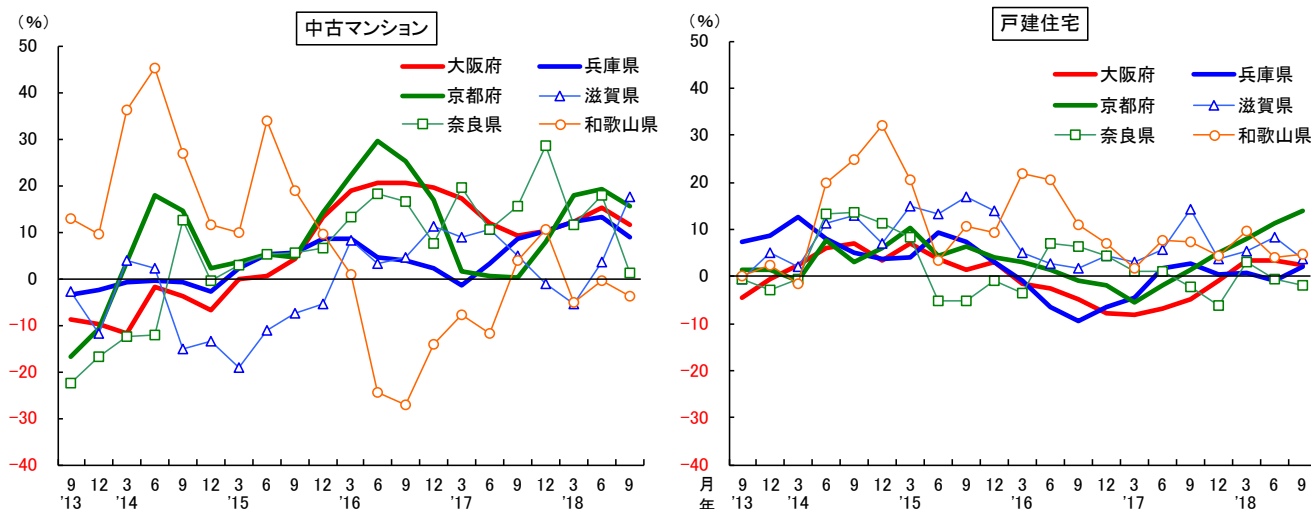 （%）
中古マンション
50
40
30
20
10
0
−10
−20
−30
−40
大阪府
兵庫県
京都府
滋賀県
奈良県
和歌山県
9 12 3 6 9 12 3 6 9 12 3 6 9 12 3 6 9 12 3 6 9
'13 '14 '15 '16 '17 '18
（%）
戸建住宅
50
40
30
20
10
0
−10
−20
−30
−40
大阪府
兵庫県
京都府
滋賀県
奈良県
和歌山県
月 9 12 3 6 9 12 3 6 9 12 3 6 9 12 3 6 9 12 3 6 9
年 '13 '14 '15 '16 '17 '18